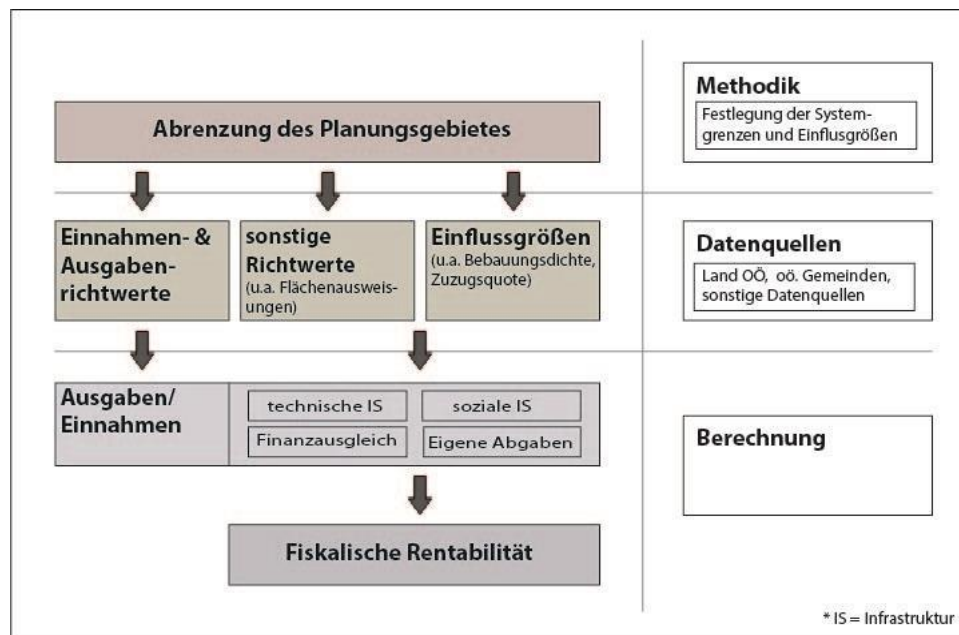 Abrenzung des Planungsgebietes
Methodik
Festlegung der System-
grenzen und Einflusgrößen
Einnahmen- &
Ausgaben-
richtwerte
sonstige
Richtwerte
(u.a. Flächenausweis-
ungen)
Einflussgrößen
(u.a. Bebauungsdichte,
Zuzugsquote)
Datenquellen
Land OÖ, oö. Gemeinden,
sonstige Datenquellen
Ausgaben/
Einnahmen
technische IS
soziale IS
Finanzausgleich
Eigene Abgaben
Berechnung
Fiskalische Rentabilität
* IS = Infrastruktur